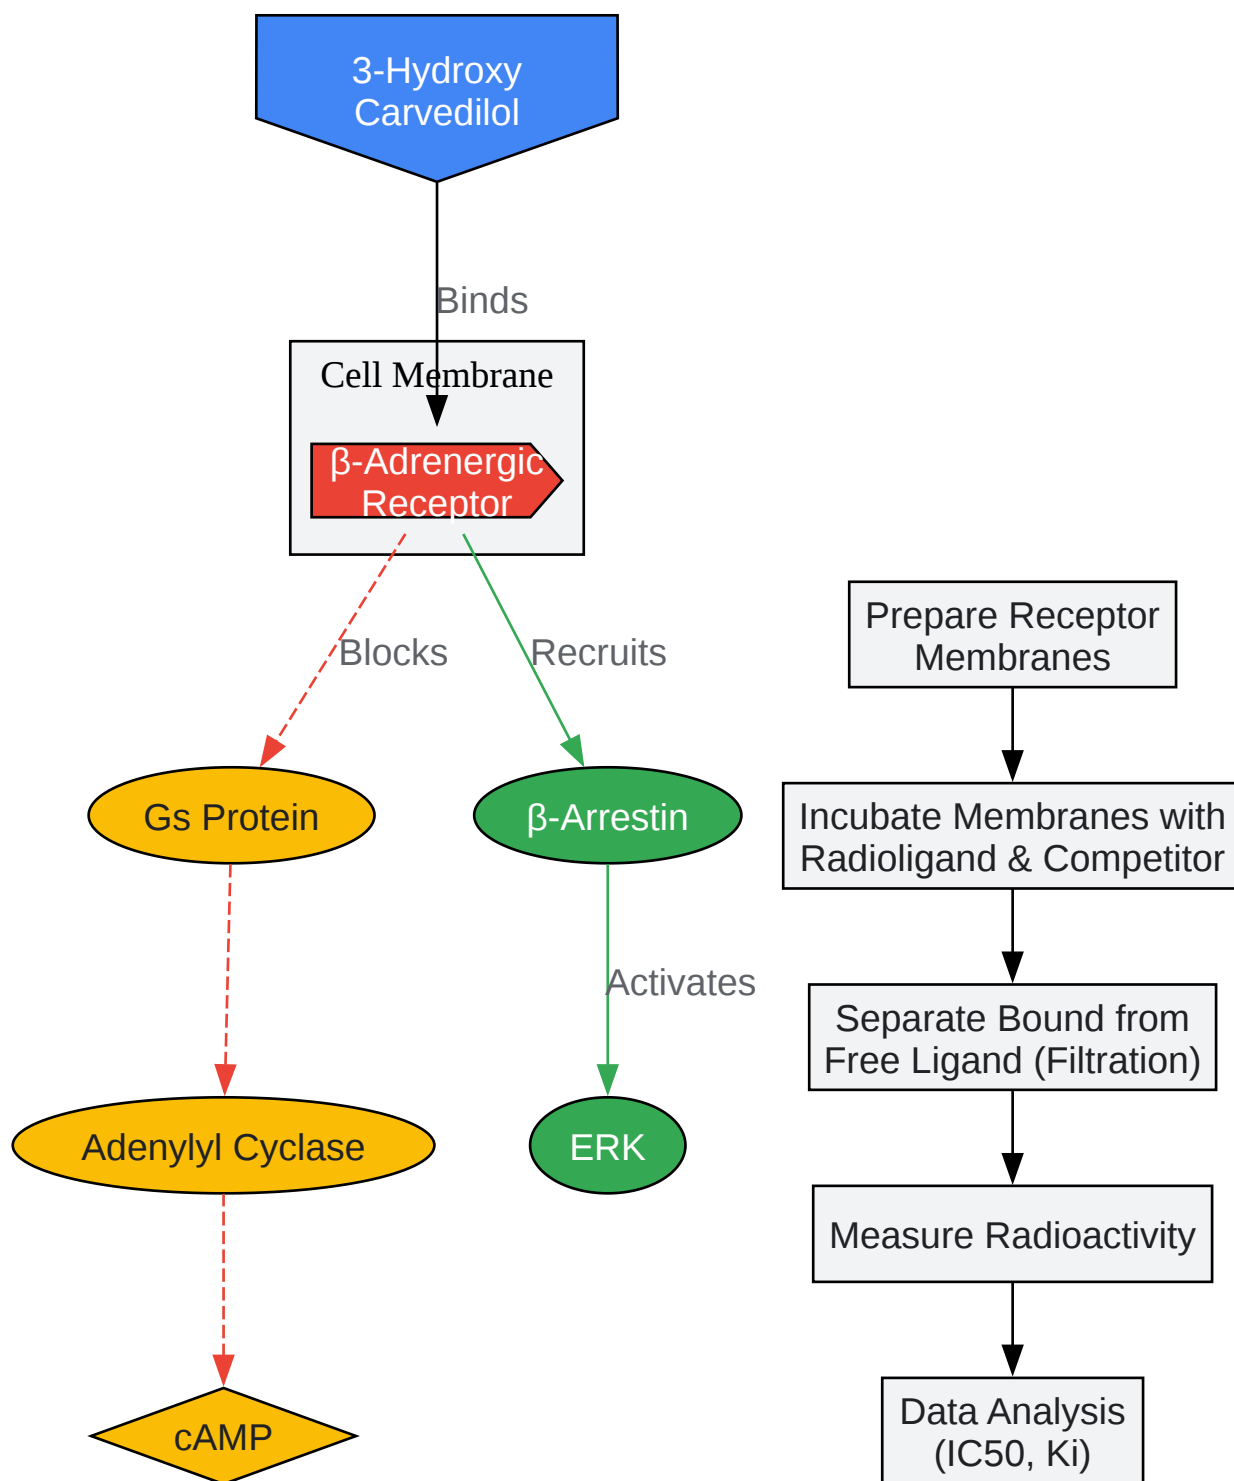 3-Hydroxy
Carvedilol
Binds
Cell Membrane
β-Adrenergic
Receptor
Blocks
Recruits
Gs Protein
β-Arrestin
Activates
Adenylyl Cyclase
ERK
cAMP
Prepare Receptor
Membranes
Incubate Membranes with
Radioligand & Competitor
Separate Bound from
Free Ligand (Filtration)
Measure Radioactivity
Data Analysis
(IC50, Ki)